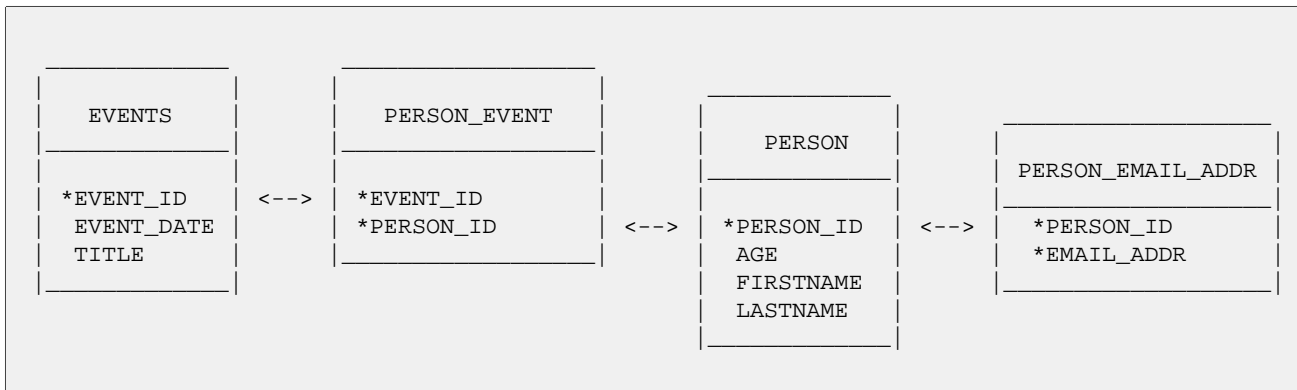 EVENTS
*EVENT_ID
EVENT_DATE
TITLE
<-->
PERSON_EVENT
*EVENT_ID
*PERSON_ID
<-->
PERSON
*PERSON_ID
AGE
FIRSTNAME
LASTNAME
<-->
PERSON_EMAIL_ADDR
*PERSON_ID
*EMAIL_ADDR